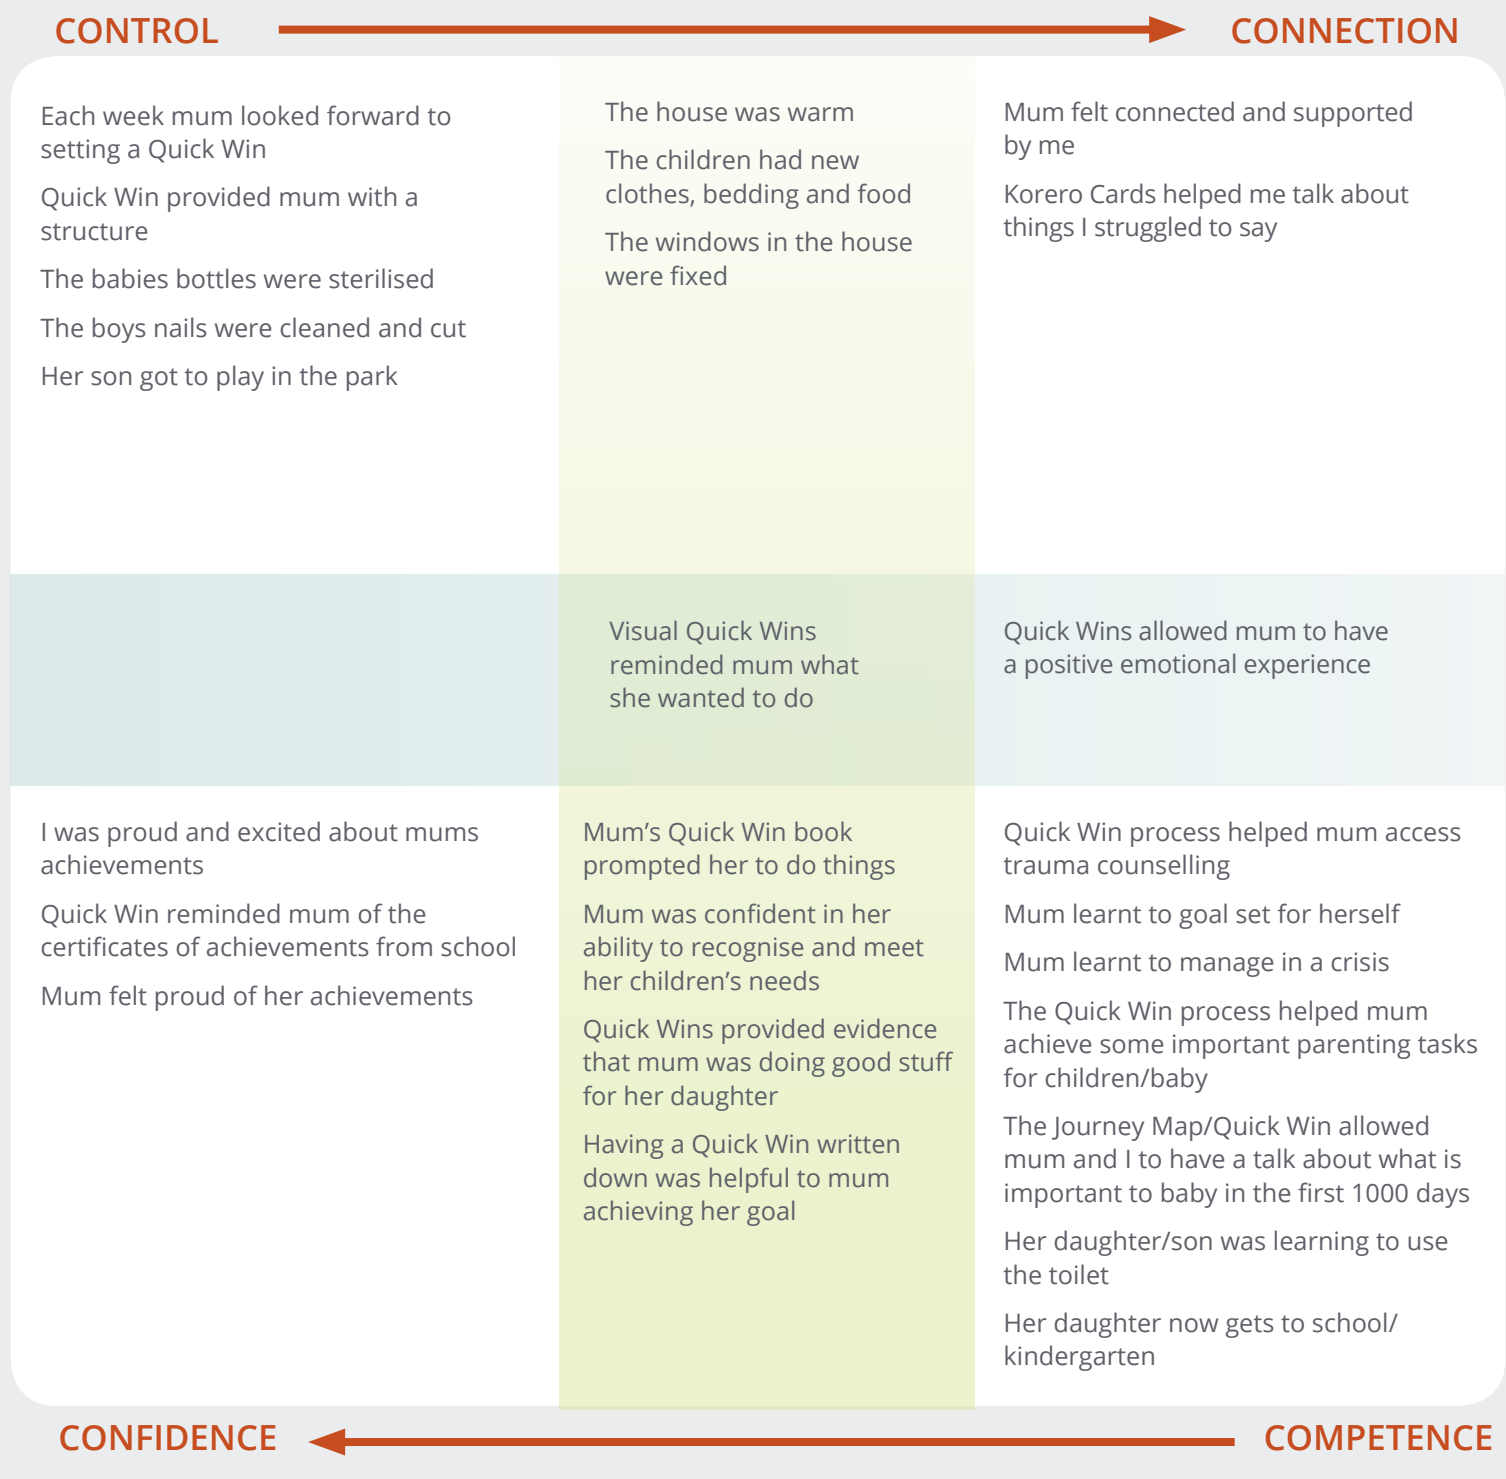 CONTROL
CONNECTION
Each week mum looked forward to
setting a Quick Win
Quick Win provided mum with a
structure
The babies bottles were sterilised
The boys nails were cleaned and cut
Her son got to play in the park
The house was warm
The children had new
clothes, bedding and food
The windows in the house
were fixed
Mum felt connected and supported
by me
Korero Cards helped me talk about
things I struggled to say
Visual Quick Wins
reminded mum what
she wanted to do
Quick Wins allowed mum to have
a positive emotional experience
I was proud and excited about mums
achievements
Quick Win reminded mum of the
certificates of achievements from school
Mum felt proud of her achievements
Mum’s Quick Win book
prompted her to do things
Mum was confident in her
ability to recognise and meet
her children’s needs
Quick Wins provided evidence
that mum was doing good stuff
for her daughter
Having a Quick Win written
down was helpful to mum
achieving her goal
Quick Win process helped mum access
trauma counselling
Mum learnt to goal set for herself
Mum learnt to manage in a crisis
The Quick Win process helped mum
achieve some important parenting tasks
for children/baby
The Journey Map/Quick Win allowed
mum and I to have a talk about what is
important to baby in the first 1000 days
Her daughter/son was learning to use
the toilet
Her daughter now gets to school/
kindergarten
CONFIDENCE
COMPETENCE